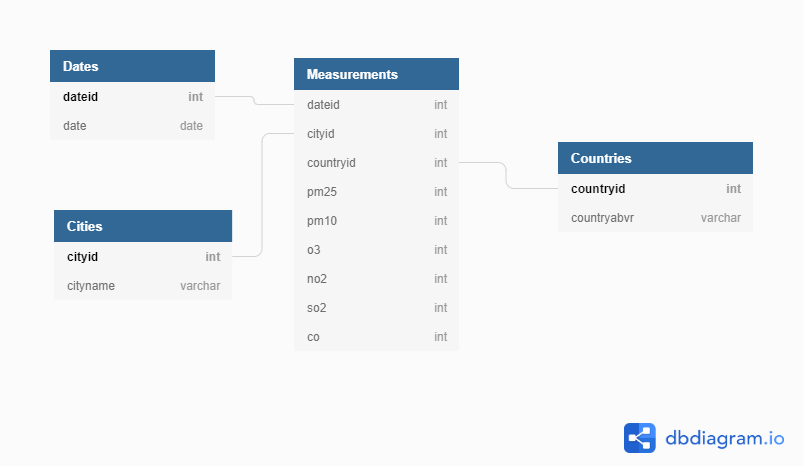 Dates
dateid int
date date
Cities
cityid int
cityname varchar
Measurements
dateid int
cityid int
countryid int
pm25 int
pm10 int
o3 int
no2 int
so2 int
co int
Countries
countryid int
countryabvr varchar
dbdiagram.io